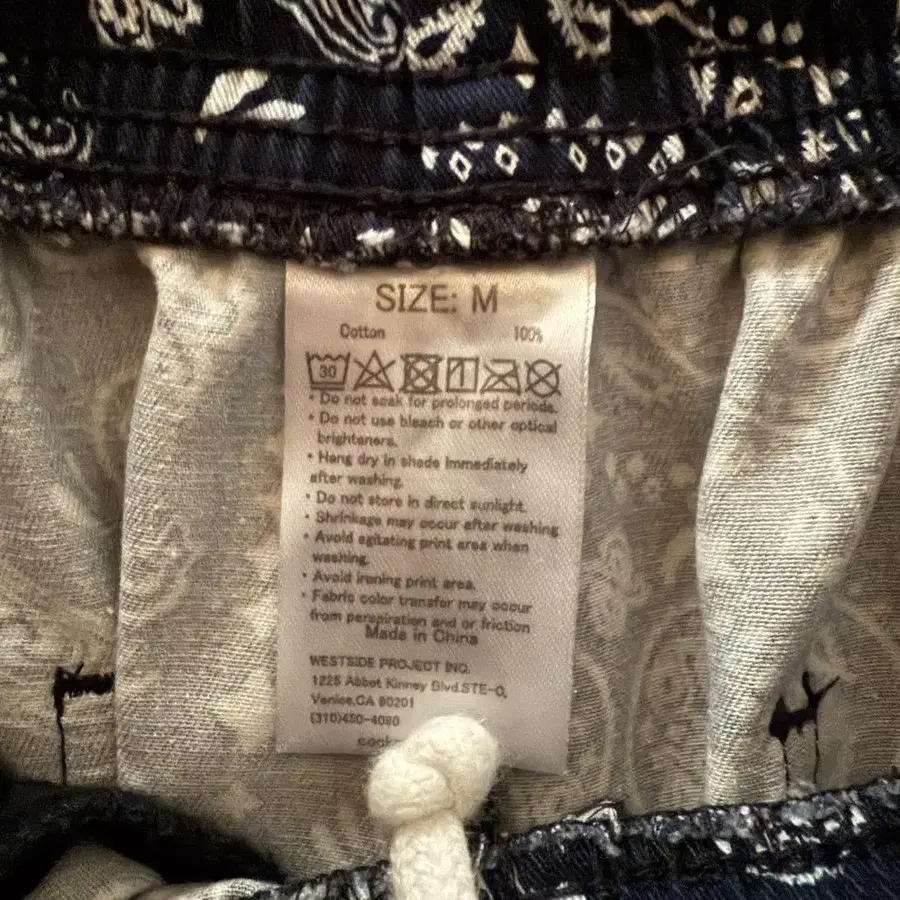 SIZE: M
Cotton 100%
30
• Do not soak for prolonged periods.
• Do not use bleach or other optical
brighteners.
• Hang dry in shade immediately
after washing.
• Do not store in direct sunlight.
• Shrinkage may occur after washing
• Avoid agitating print area when
washing.
• Avoid ironing print area.
• Fabric color transfer may occur
from perspiration and or friction
Made in China
WESTSIDE PROJECT INC.
1225 Abbot Kinney Blvd.STE-C,
Venice,CA 90201
(310)450-4090